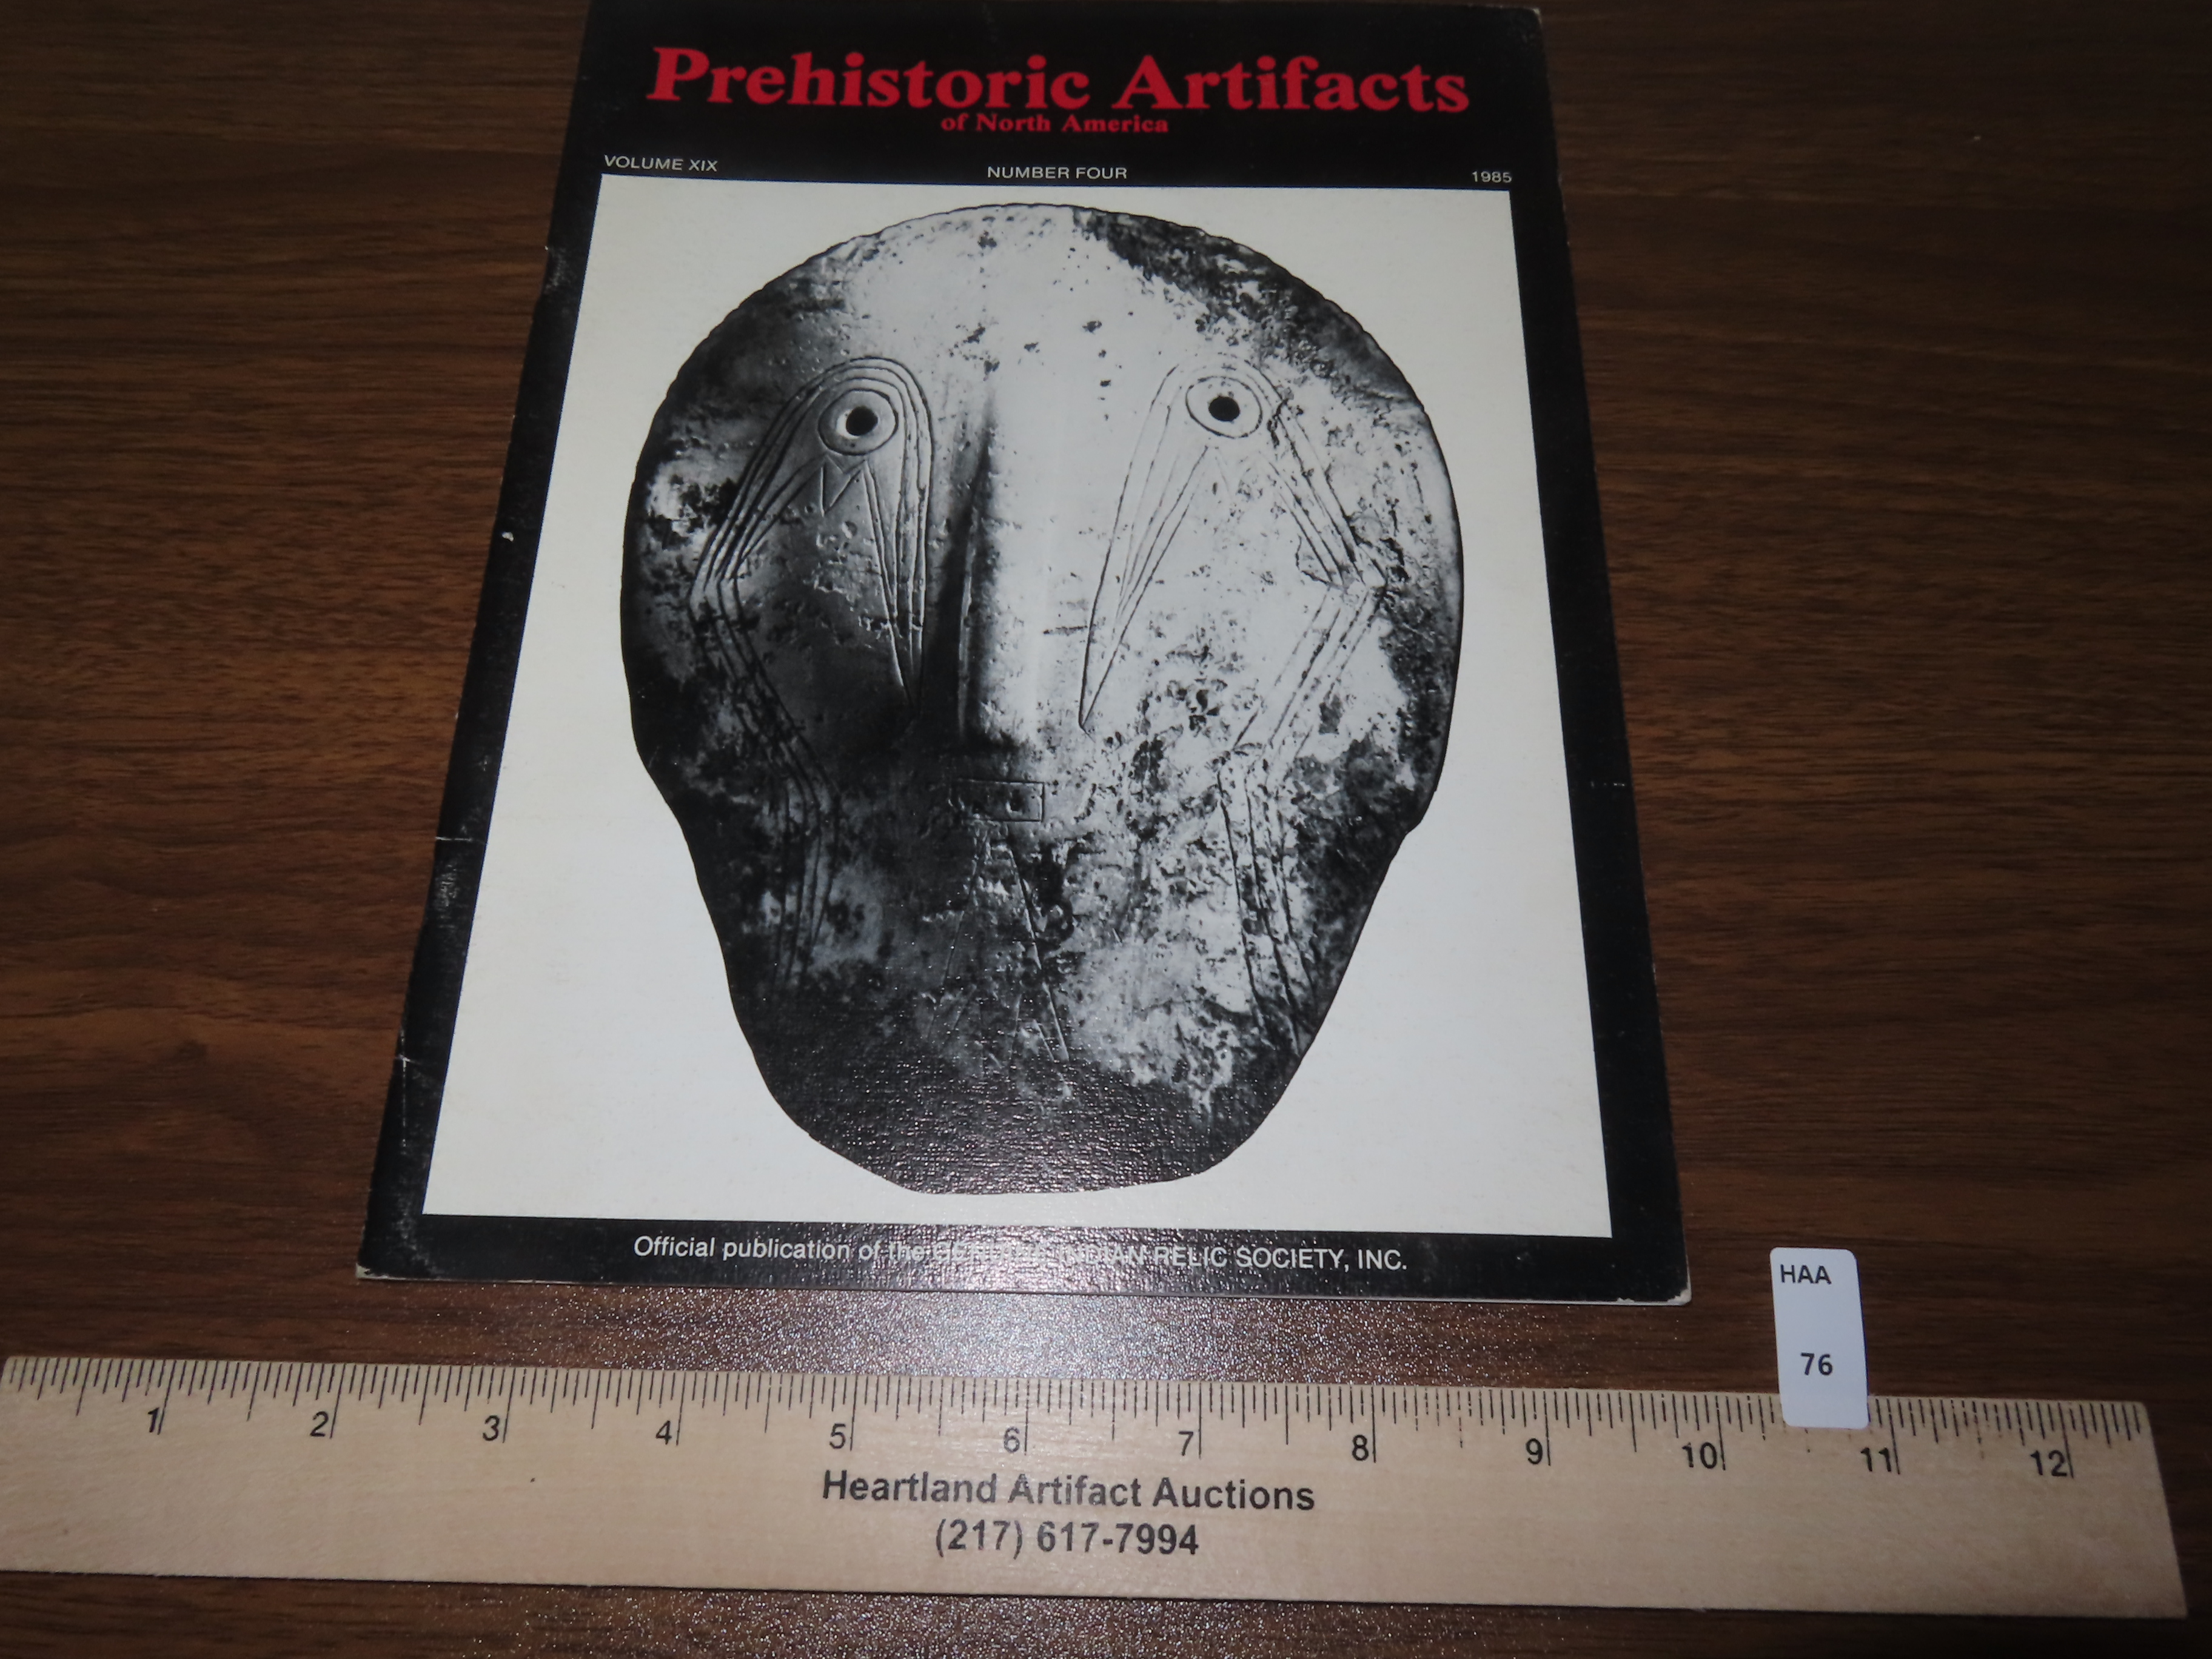 Prehistoric Artifacts
of North America
VOLUME XIX NUMBER FOUR 1985
Official publication of the INDIAN RELIC SOCIETY, INC.
HAA
76
1 2 3 4 5 6 7 8 9 10 11 12
Heartland Artifact Auctions
(217) 617-7994